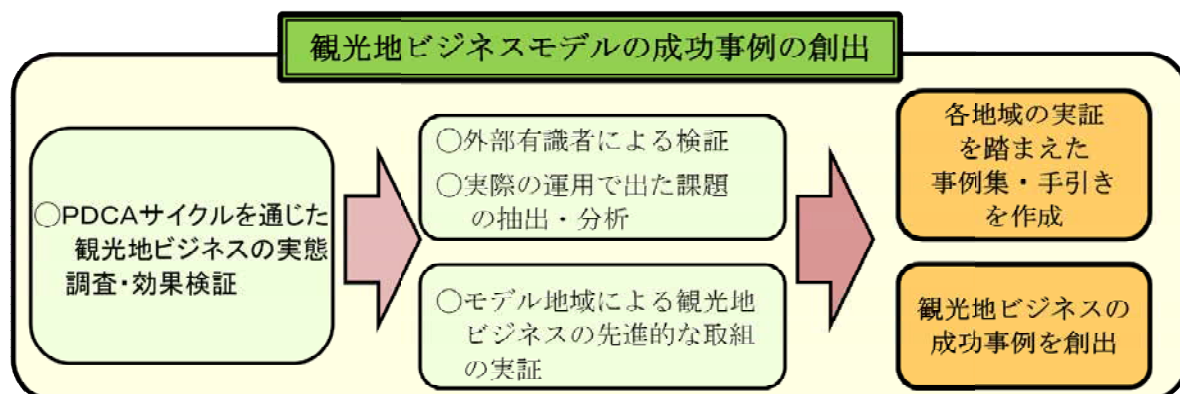 観光地ビジネスモデルの成功事例の創出
○PDCAサイクルを通じた
観光地ビジネスの実態
調査・効果検証
○外部有識者による検証
○実際の運用で出た課題
の抽出・分析
○モデル地域による観光地
ビジネスの先進的な取組
の実証
各地域の実証
を踏まえた
事例集・手引き
を作成
観光地ビジネスの
成功事例を創出